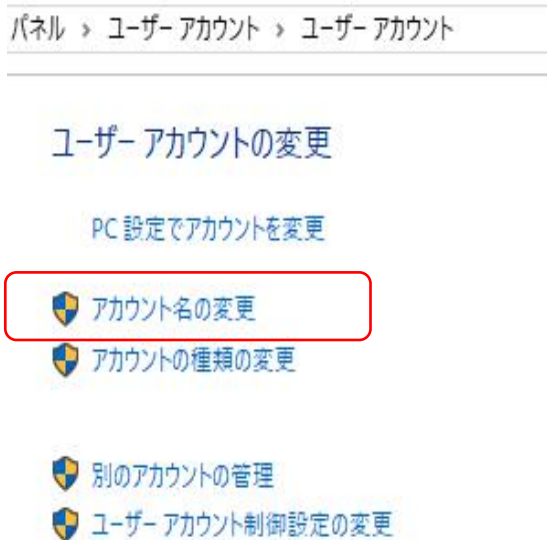 パネル › ユーザー アカウント › ユーザー アカウント
ユーザー アカウントの変更
PC 設定でアカウントを変更
アカウント名の変更
アカウントの種類の変更
別のアカウントの管理
ユーザー アカウント制御設定の変更